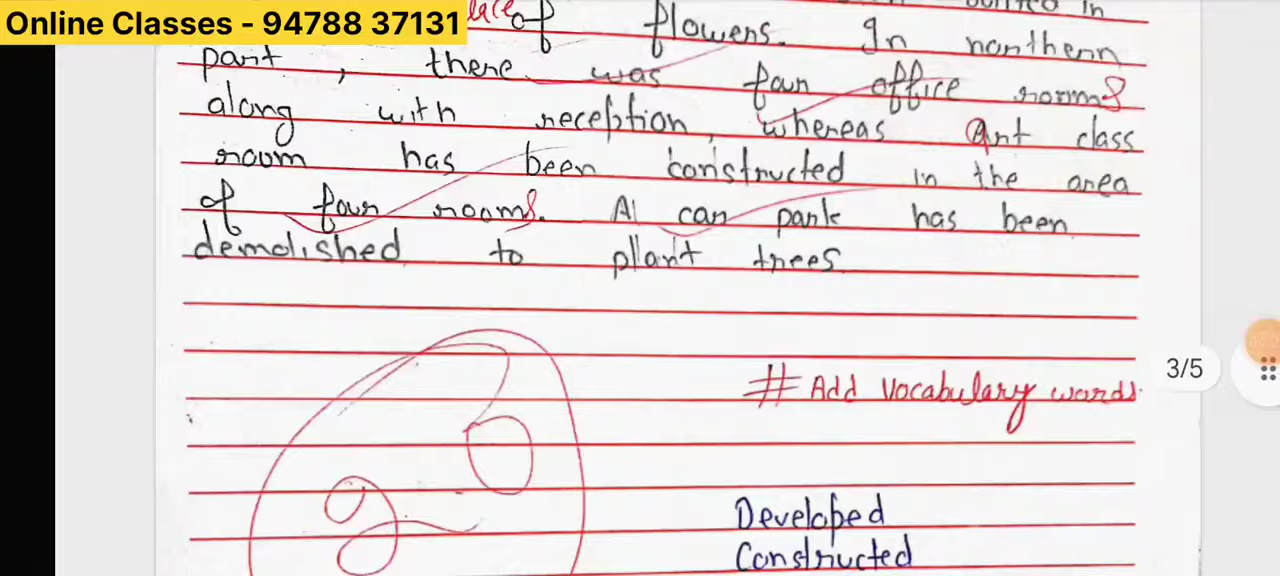 Online Classes - 94788 37131
of flowers. In northern
part, there was four office rooms
along with reception, whereas Art class
room has been constructed in the area
of four rooms. A car park has been
demolished to plant trees
3/5
# Add Vocabulary words.
Developed
Constructed